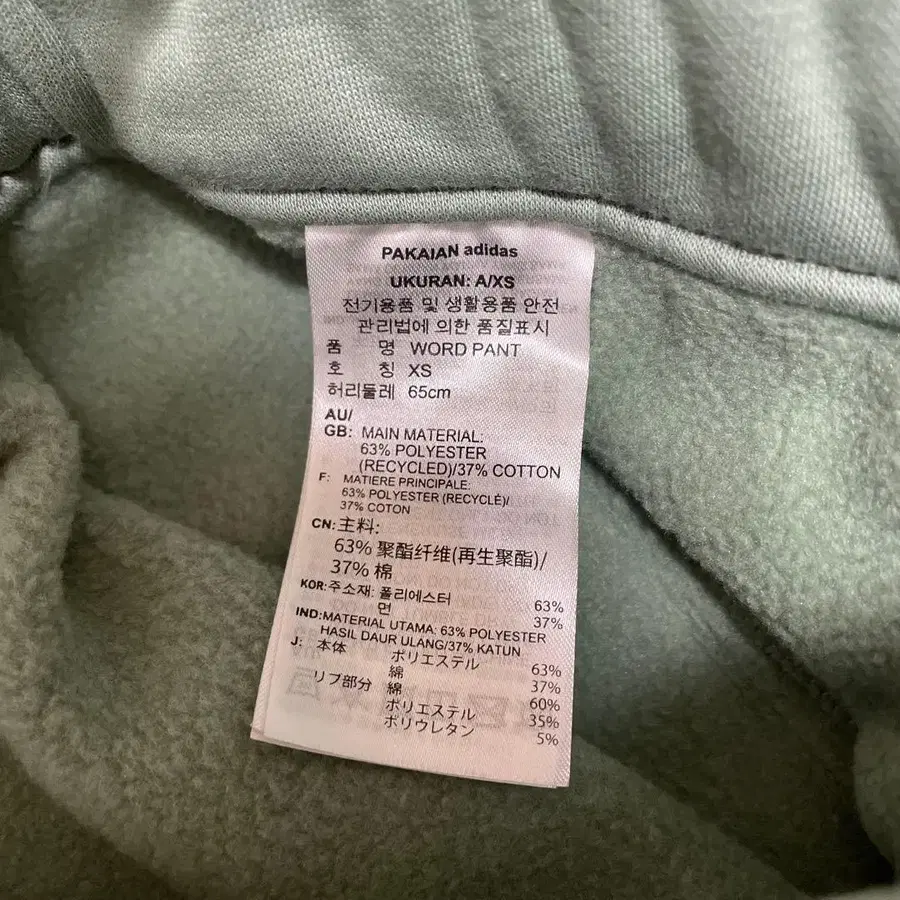 PAKAIAN adidas
UKURAN: A/XS
전기용품 및 생활용품 안전
관리법에 의한 품질표시
품 명 WORD PANT
호 칭 XS
허리둘레 65cm
AU/
GB: MAIN MATERIAL:
63% POLYESTER
(RECYCLED)/37% COTTON
F: MATIERE PRINCIPALE:
63% POLYESTER (RECYCLÉ)/
37% COTON
CN: 主料:
63% 聚酯纤维(再生聚酯)/
37% 棉
KOR: 주소재: 폴리에스터 63%
면 37%
IND: MATERIAL UTAMA: 63% POLYESTER
HASIL DAUR ULANG/37% KATUN
J: 本体 ポリエステル 63%
綿 37%
リブ部分 綿 60%
ポリエステル 35%
ポリウレタン 5%